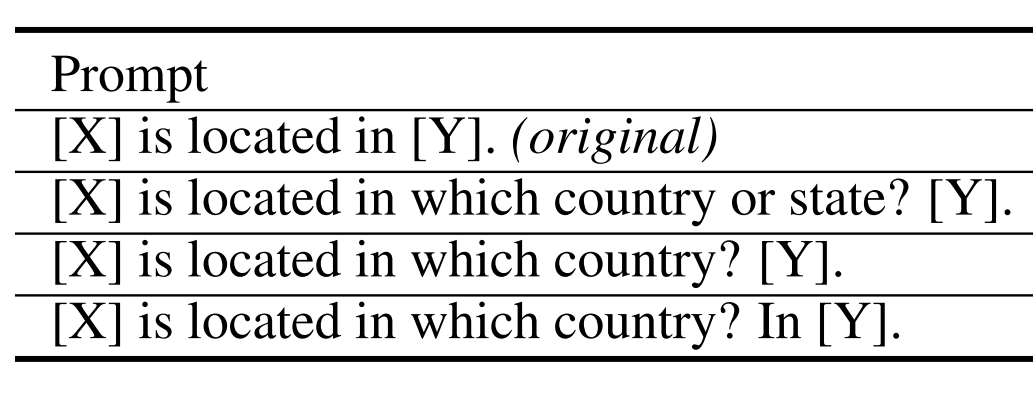 Prompt
[X] is located in [Y]. (original)
[X] is located in which country or state? [Y].
[X] is located in which country? [Y].
[X] is located in which country? In [Y].